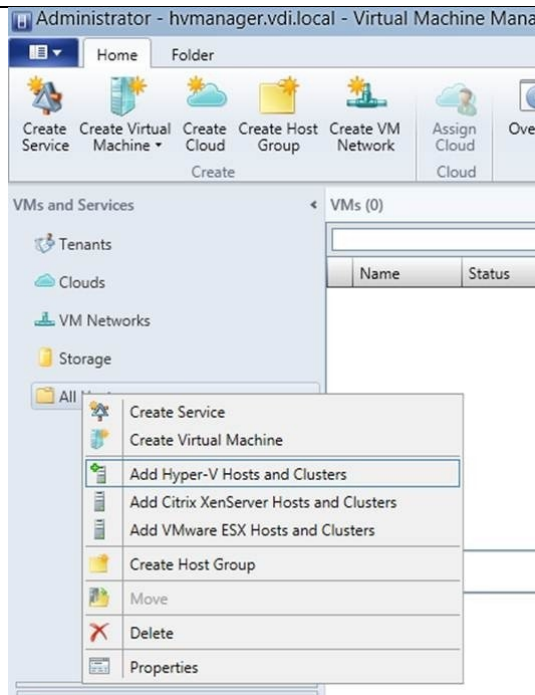 Administrator - hvmanager.vdi.local - Virtual Machine Mana
Home Folder
Create Service
Create Virtual Machine
Create Cloud
Create Host Group
Create VM Network
Assign Cloud
Ove
Create
Cloud
VMs and Services
VMs (0)
Tenants
Name Status
Clouds
VM Networks
Storage
All
Create Service
Create Virtual Machine
Add Hyper-V Hosts and Clusters
Add Citrix XenServer Hosts and Clusters
Add VMware ESX Hosts and Clusters
Create Host Group
Move
Delete
Properties